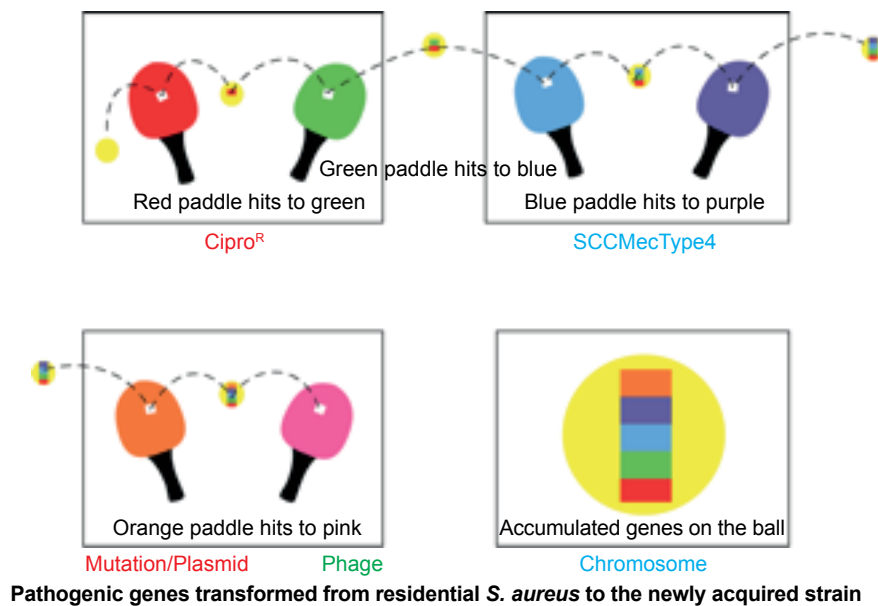 Green paddle hits to blue
Red paddle hits to green
Blue paddle hits to purple
Ciproᴿ
SCCMecType4
Orange paddle hits to pink
Accumulated genes on the ball
Mutation/Plasmid
Phage
Chromosome
Pathogenic genes transformed from residential S. aureus to the newly acquired strain